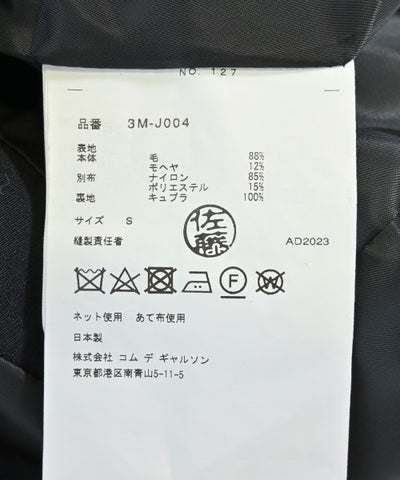 NO. 127
品番 3M-J004
表地
本体 毛 88%
モヘヤ 12%
別布 ナイロン 85%
ポリエステル 15%
裏地 キュプラ 100%
サイズ S
佐藤
縫製責任者 AD2023
F W
ネット使用 あて布使用
日本製
株式会社 コム デ ギャルソン
東京都港区南青山5-11-5